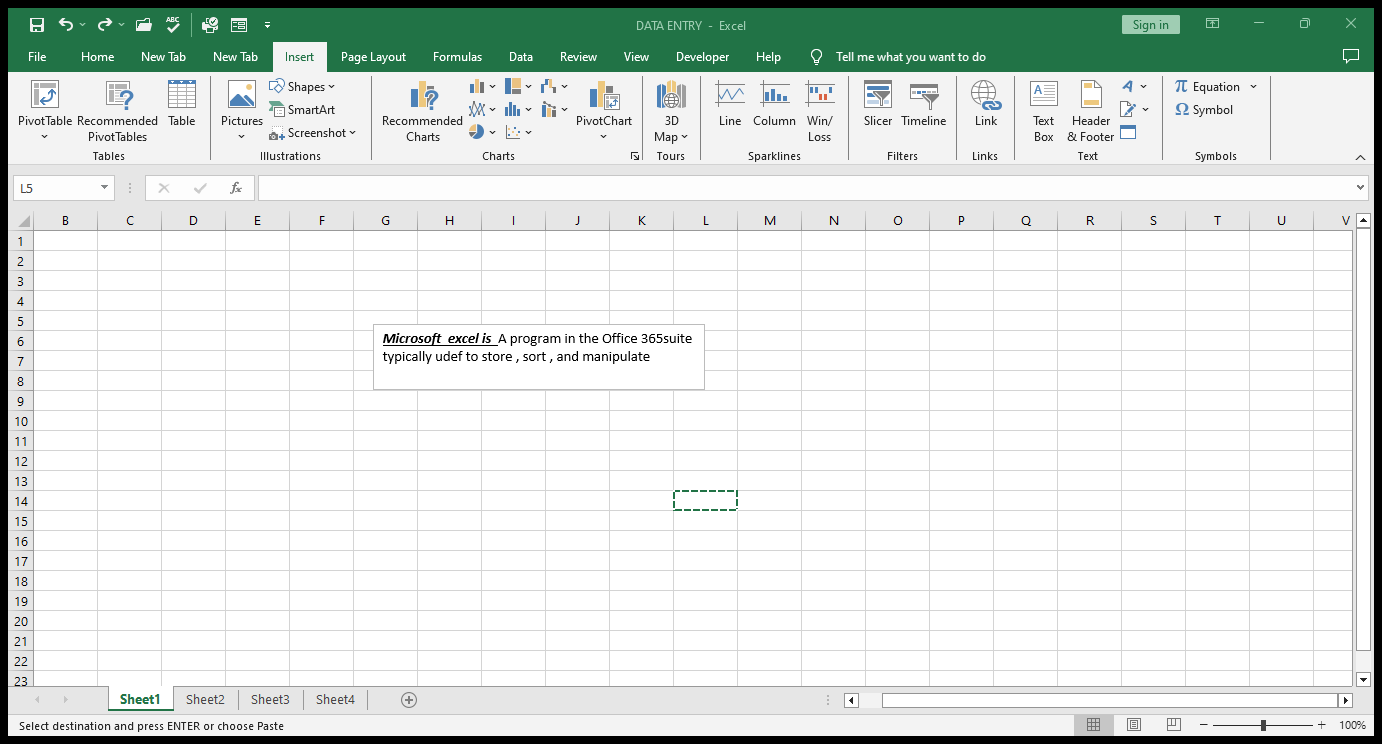 DATA ENTRY - Excel
Sign in
File Home New Tab New Tab Insert Page Layout Formulas Data Review View Developer Help Tell me what you want to do
PivotTable
Recommended
PivotTables
Table
Tables
Pictures
Shapes
SmartArt
Screenshot
Illustrations
Recommended
Charts
PivotChart
Charts
3D
Map
Tours
Line
Column
Win/
Loss
Sparklines
Slicer
Timeline
Filters
Link
Links
Text
Box
Header
& Footer
Text
π Equation
Ω Symbol
Symbols
L5
fx
B C D E F G H I J K L M N O P Q R S T U V
1
2
3
4
5
6
7
8
9
10
11
12
13
14
15
16
17
18
19
20
21
22
23
Microsoft excel is A program in the Office 365suite
typically udef to store , sort , and manipulate
Sheet1 Sheet2 Sheet3 Sheet4
Select destination and press ENTER or choose Paste
100%